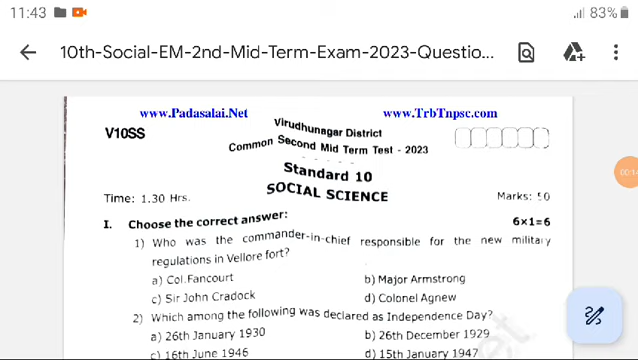 11:43 83%
10th-Social-EM-2nd-Mid-Term-Exam-2023-Questio...
www.Padasalai.Net www.TrbTnpsc.com
V10SS Virudhunagar District
Common Second Mid Term Test - 2023
Standard 10
SOCIAL SCIENCE
Time: 1.30 Hrs. Marks: 50
I. Choose the correct answer: 6x1=6
1) Who was the commander-in-chief responsible for the new military
regulations in Vellore fort?
a) Col.Fancourt b) Major Armstrong
c) Sir John Cradock d) Colonel Agnew
2) Which among the following was declared as Independence Day?
a) 26th January 1930 b) 26th December 1929
c) 16th June 1946 d) 15th January 1947